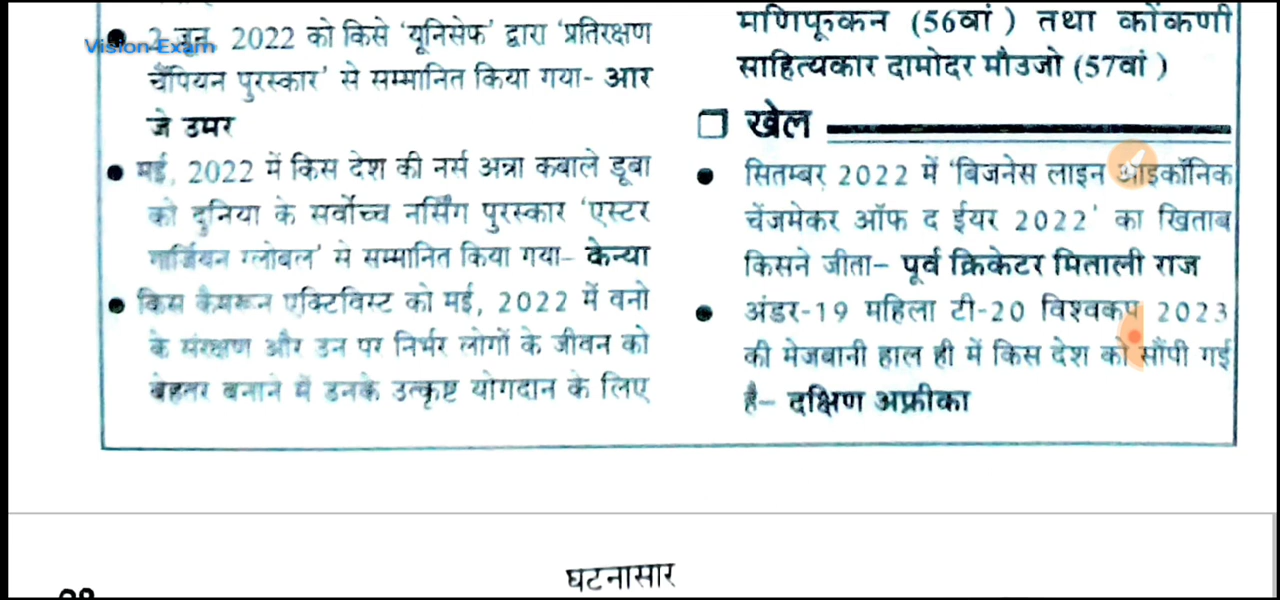 2 जून, 2022 को किसे 'यूनिसेफ' द्वारा 'प्रतिरक्षण
Vision-Exam
चैंपियन पुरस्कार' से सम्मानित किया गया- आर
जे उमर
● मई, 2022 में किस देश की नर्स अन्ना कबाले डूबा
को दुनिया के सर्वोच्च नर्सिंग पुरस्कार 'एस्टर
गार्जियन ग्लोबल' से सम्मानित किया गया- केन्या
● किस कैमरून एक्टिविस्ट को मई, 2022 में वनो
के संरक्षण और उन पर निर्भर लोगों के जीवन को
बेहतर बनाने में उनके उत्कृष्ट योगदान के लिए
मणिफूकन (56वां ) तथा कोंकणी
साहित्यकार दामोदर मौउजो (57वां )
खेल
● सितम्बर 2022 में 'बिजनेस लाइन आइकॉनिक
चेंजमेकर ऑफ द ईयर 2022' का खिताब
किसने जीता- पूर्व क्रिकेटर मिताली राज
● अंडर-19 महिला टी-20 विश्वकप 2023
की मेजबानी हाल ही में किस देश को सौंपी गई
है- दक्षिण अफ्रीका
घटनासार